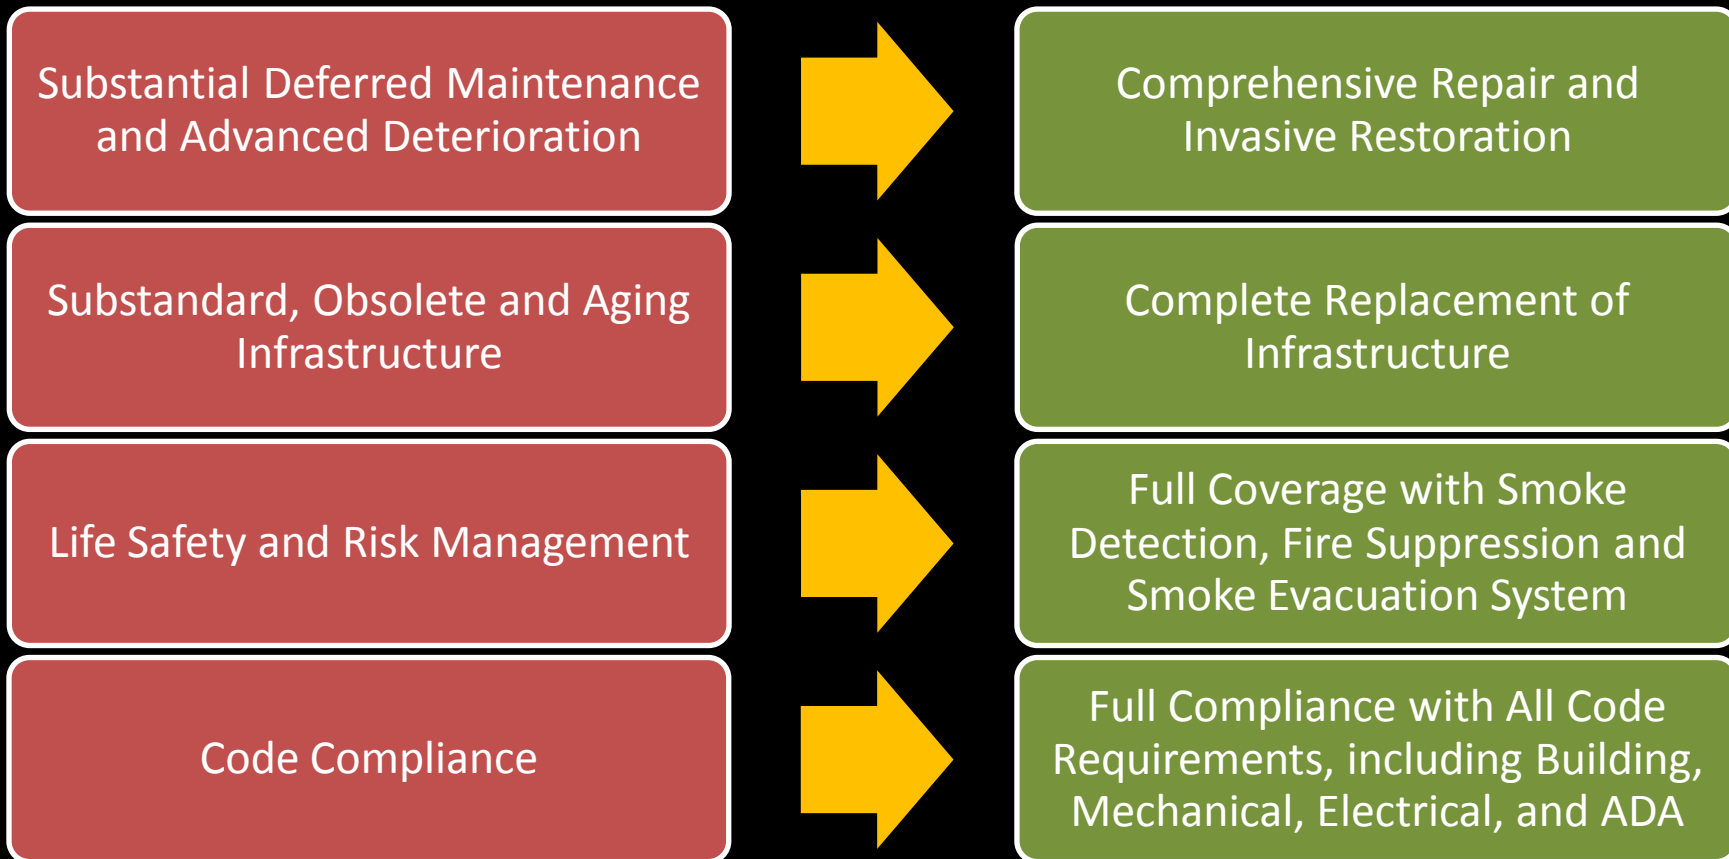 Substantial Deferred Maintenance
and Advanced Deterioration
Comprehensive Repair and
Invasive Restoration
Substandard, Obsolete and Aging
Infrastructure
Complete Replacement of
Infrastructure
Life Safety and Risk Management
Full Coverage with Smoke
Detection, Fire Suppression and
Smoke Evacuation System
Code Compliance
Full Compliance with All Code
Requirements, including Building,
Mechanical, Electrical, and ADA